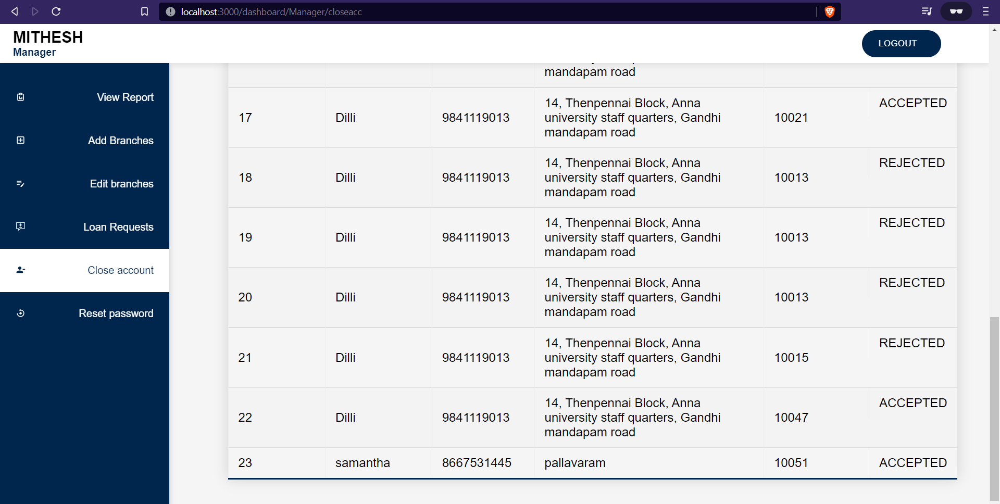 localhost:3000/dashboard/Manager/closeacc
MITHESH
Manager
LOGOUT
View Report
Add Branches
Edit branches
Loan Requests
Close account
Reset password
mandapam road
17 Dilli 9841119013 14, Thenpennai Block, Anna
university staff quarters, Gandhi
mandapam road 10021 ACCEPTED
18 Dilli 9841119013 14, Thenpennai Block, Anna
university staff quarters, Gandhi
mandapam road 10013 REJECTED
19 Dilli 9841119013 14, Thenpennai Block, Anna
university staff quarters, Gandhi
mandapam road 10013 REJECTED
20 Dilli 9841119013 14, Thenpennai Block, Anna
university staff quarters, Gandhi
mandapam road 10013 REJECTED
21 Dilli 9841119013 14, Thenpennai Block, Anna
university staff quarters, Gandhi
mandapam road 10015 REJECTED
22 Dilli 9841119013 14, Thenpennai Block, Anna
university staff quarters, Gandhi
mandapam road 10047 ACCEPTED
23 samantha 8667531445 pallavaram 10051 ACCEPTED